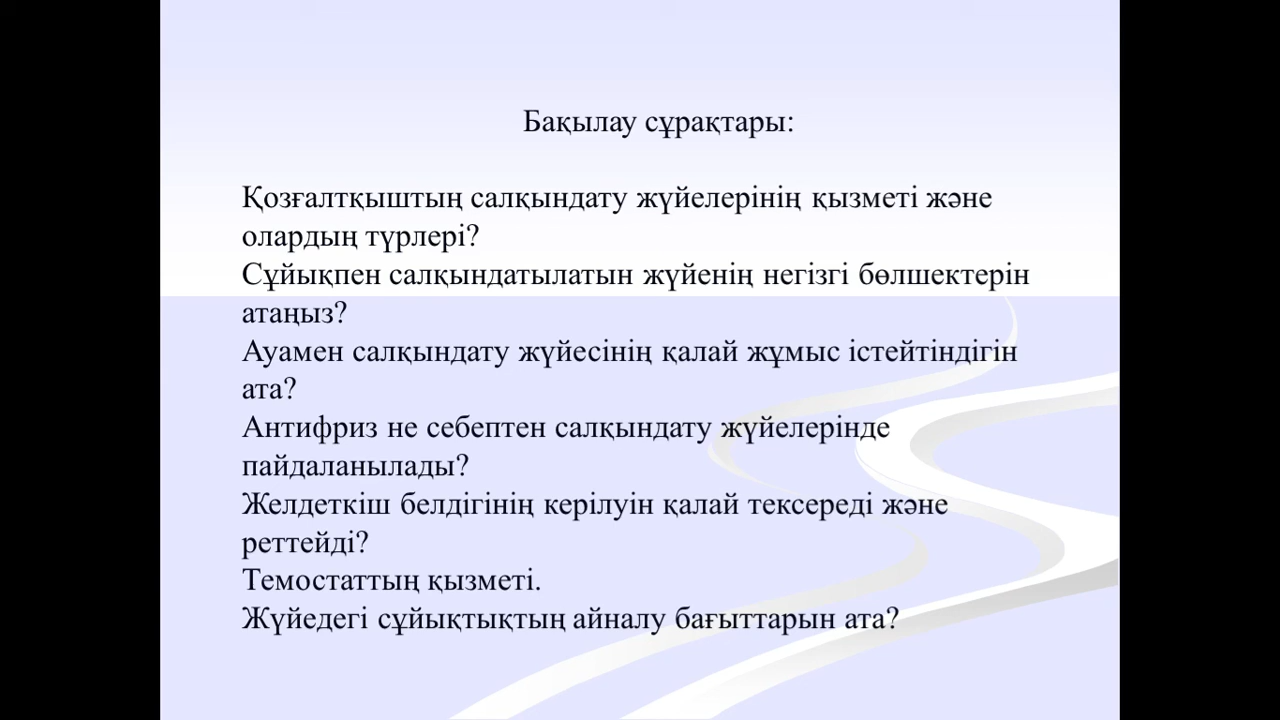 Бақылау сұрақтары:
Қозғалтқыштың салқындату жүйелерінің қызметі және
олардың түрлері?
Сұйықпен салқындатылатын жүйенің негізгі бөлшектерін
атаңыз?
Ауамен салқындату жүйесінің қалай жұмыс істейтіндігін
ата?
Антифриз не себептен салқындату жүйелерінде
пайдаланылады?
Желдеткіш белдігінің керілуін қалай тексереді және
реттейді?
Темостаттың қызметі.
Жүйедегі сұйықтықтың айналу бағыттарын ата?